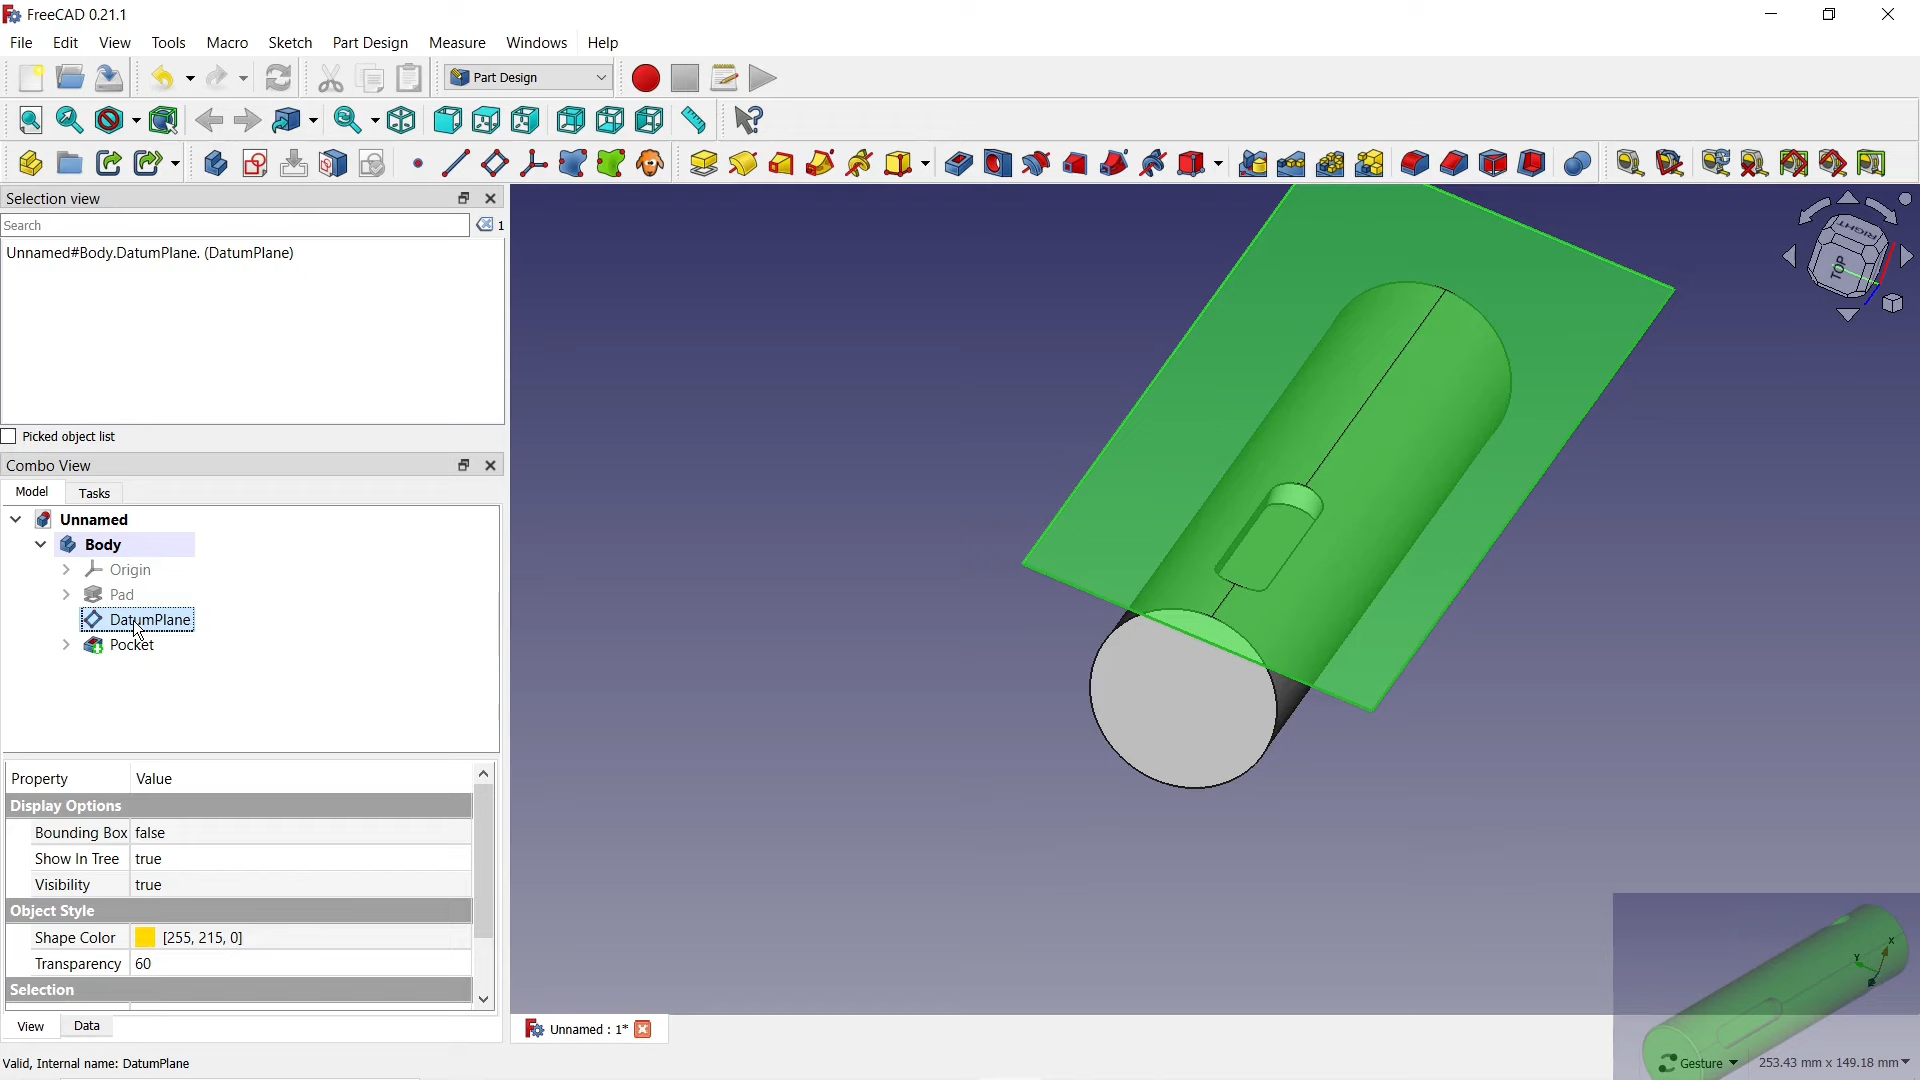 FreeCAD 0.21.1
File Edit View Tools Macro Sketch Part Design Measure Windows Help
Part Design
Selection view
Search
1
Unnamed#Body.DatumPlane. (DatumPlane)
Picked object list
Combo View
Model Tasks
Unnamed
Body
Origin
Pad
DatumPlane
Pocket
Property Value
Display Options
Bounding Box false
Show In Tree true
Visibility true
Object Style
Shape Color [255, 215, 0]
Transparency 60
Selection
View Data
Valid, Internal name: DatumPlane
RIGHT
TOP
Unnamed : 1*
X
Y
Gesture 253.43 mm x 149.18 mm